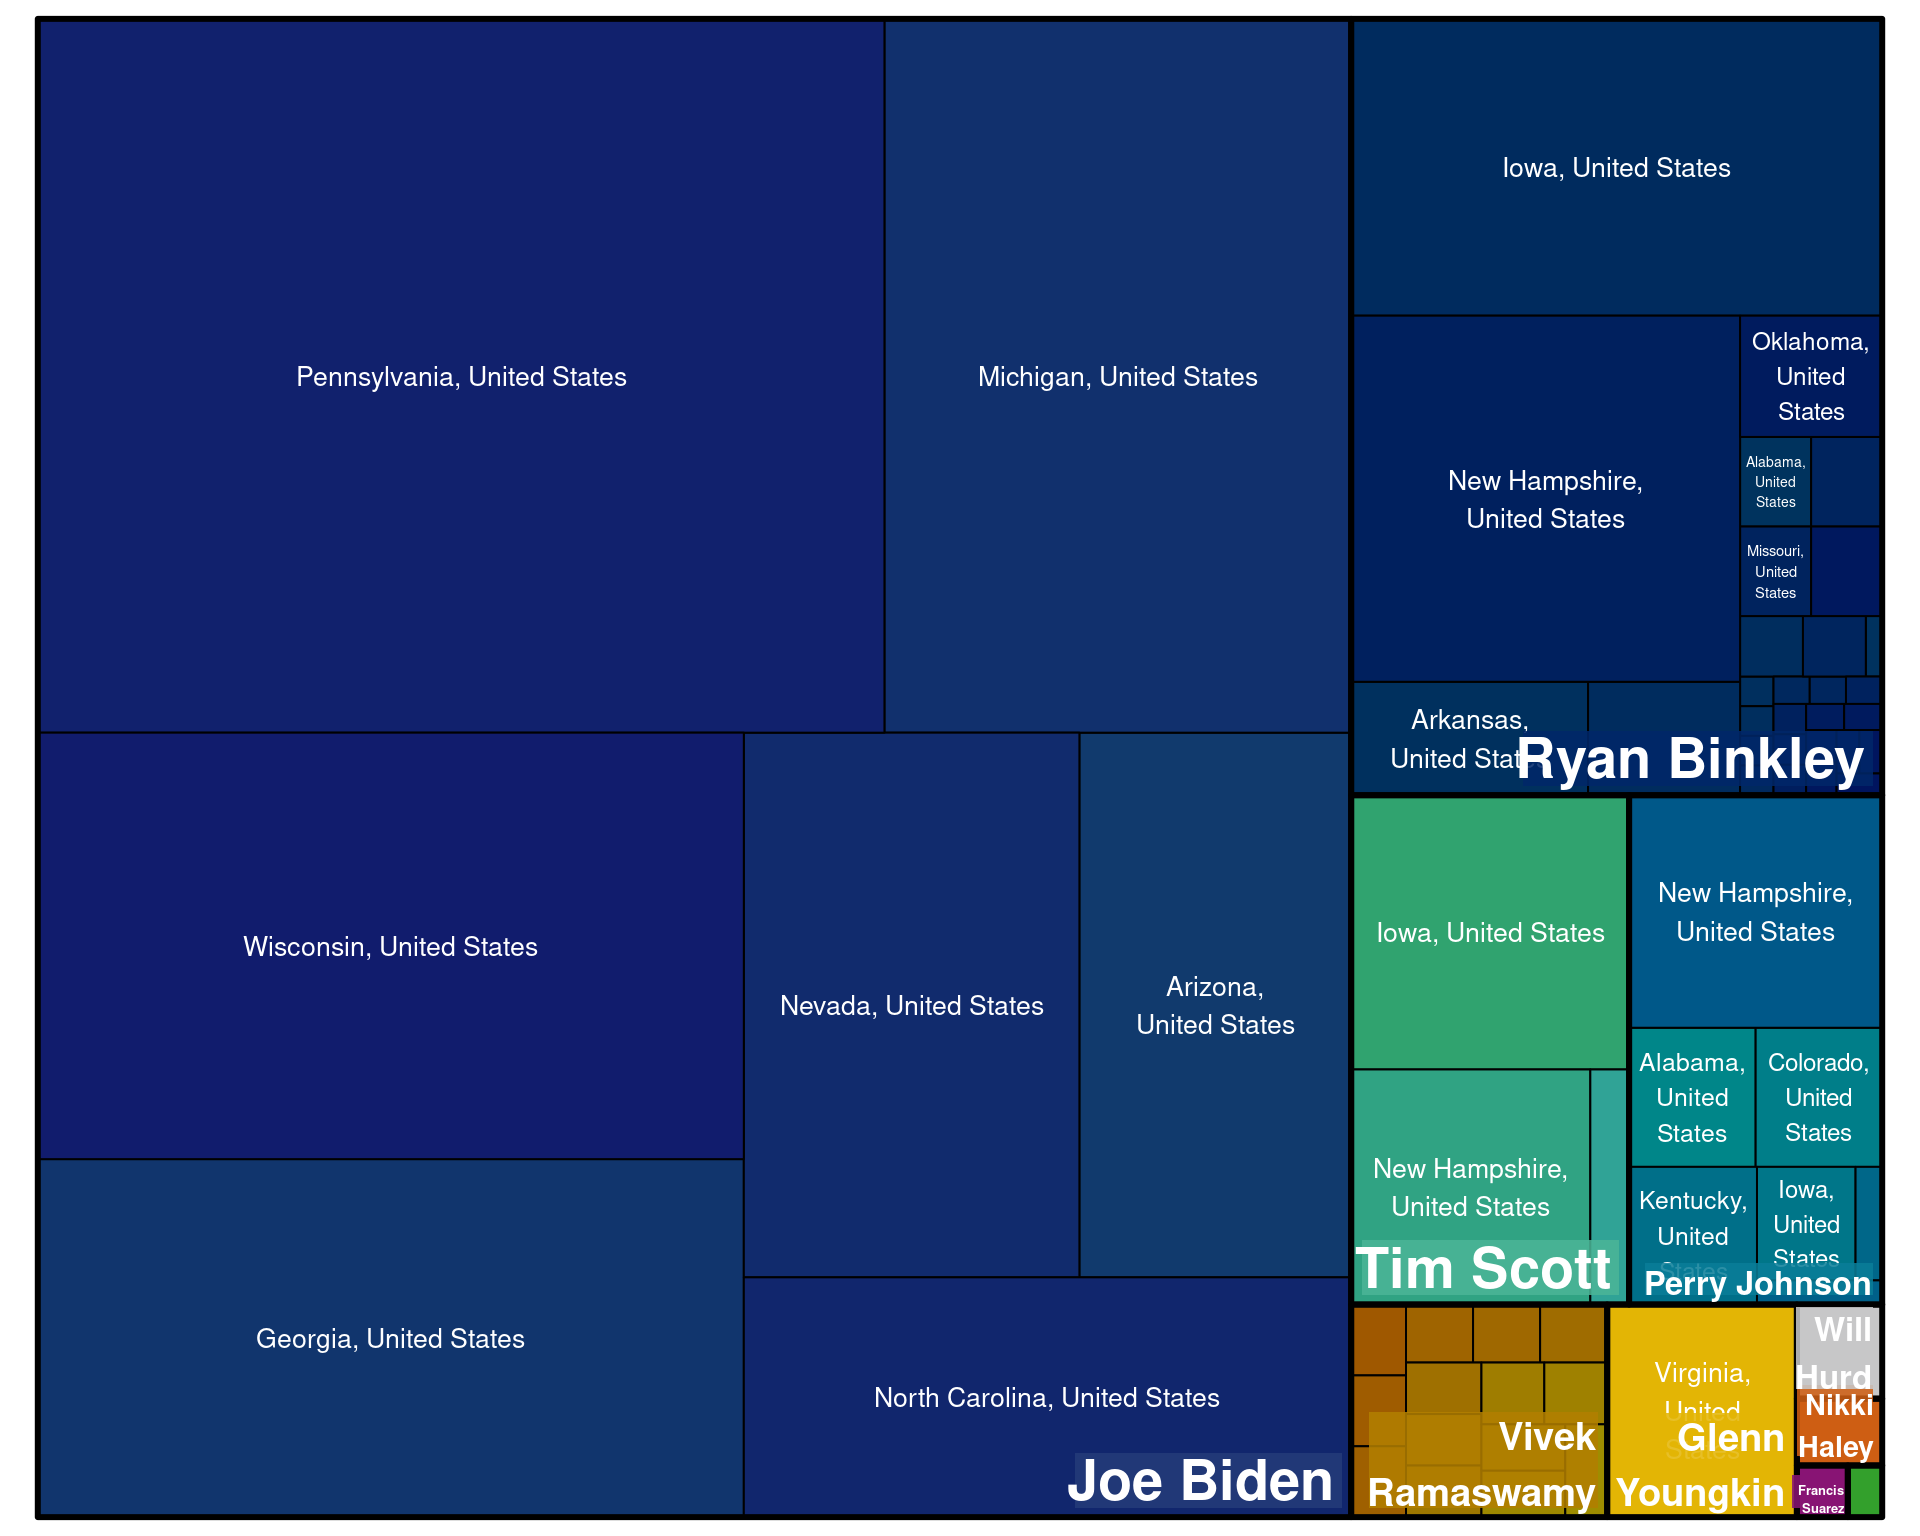 Pennsylvania, United States
Michigan, United States
Wisconsin, United States
Georgia, United States
Nevada, United States
Arizona,
United States
North Carolina, United States
Joe Biden
Iowa, United States
New Hampshire,
United States
Oklahoma,
United
States
Alabama,
United
States
Missouri,
United
States
Arkansas,
United States
Ryan Binkley
Iowa, United States
New Hampshire,
United States
Tim Scott
New Hampshire,
United States
Alabama,
United
States
Colorado,
United
States
Kentucky,
United
States
Iowa,
United
States
Perry Johnson
Vivek
Ramaswamy
Virginia,
United
States
Glenn
Youngkin
Will
Hurd
Nikki
Haley
Francis
Suarez